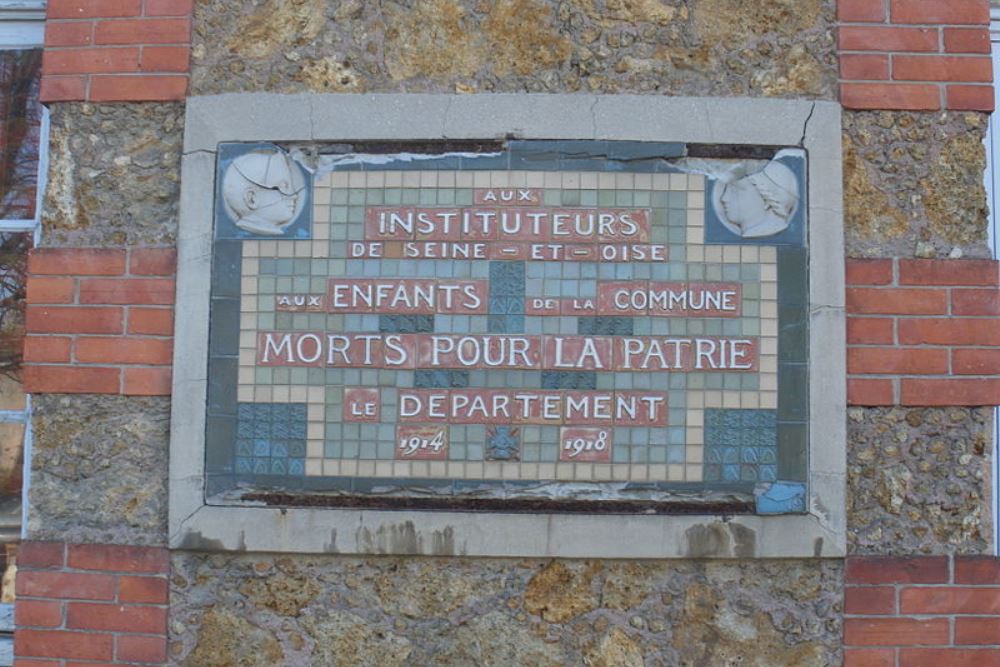 AUX
INSTITUTEURS
DE SEINE - ET - OISE
AUX ENFANTS DE LA COMMUNE
MORTS POUR LA PATRIE
LE DEPARTEMENT
1914 1918